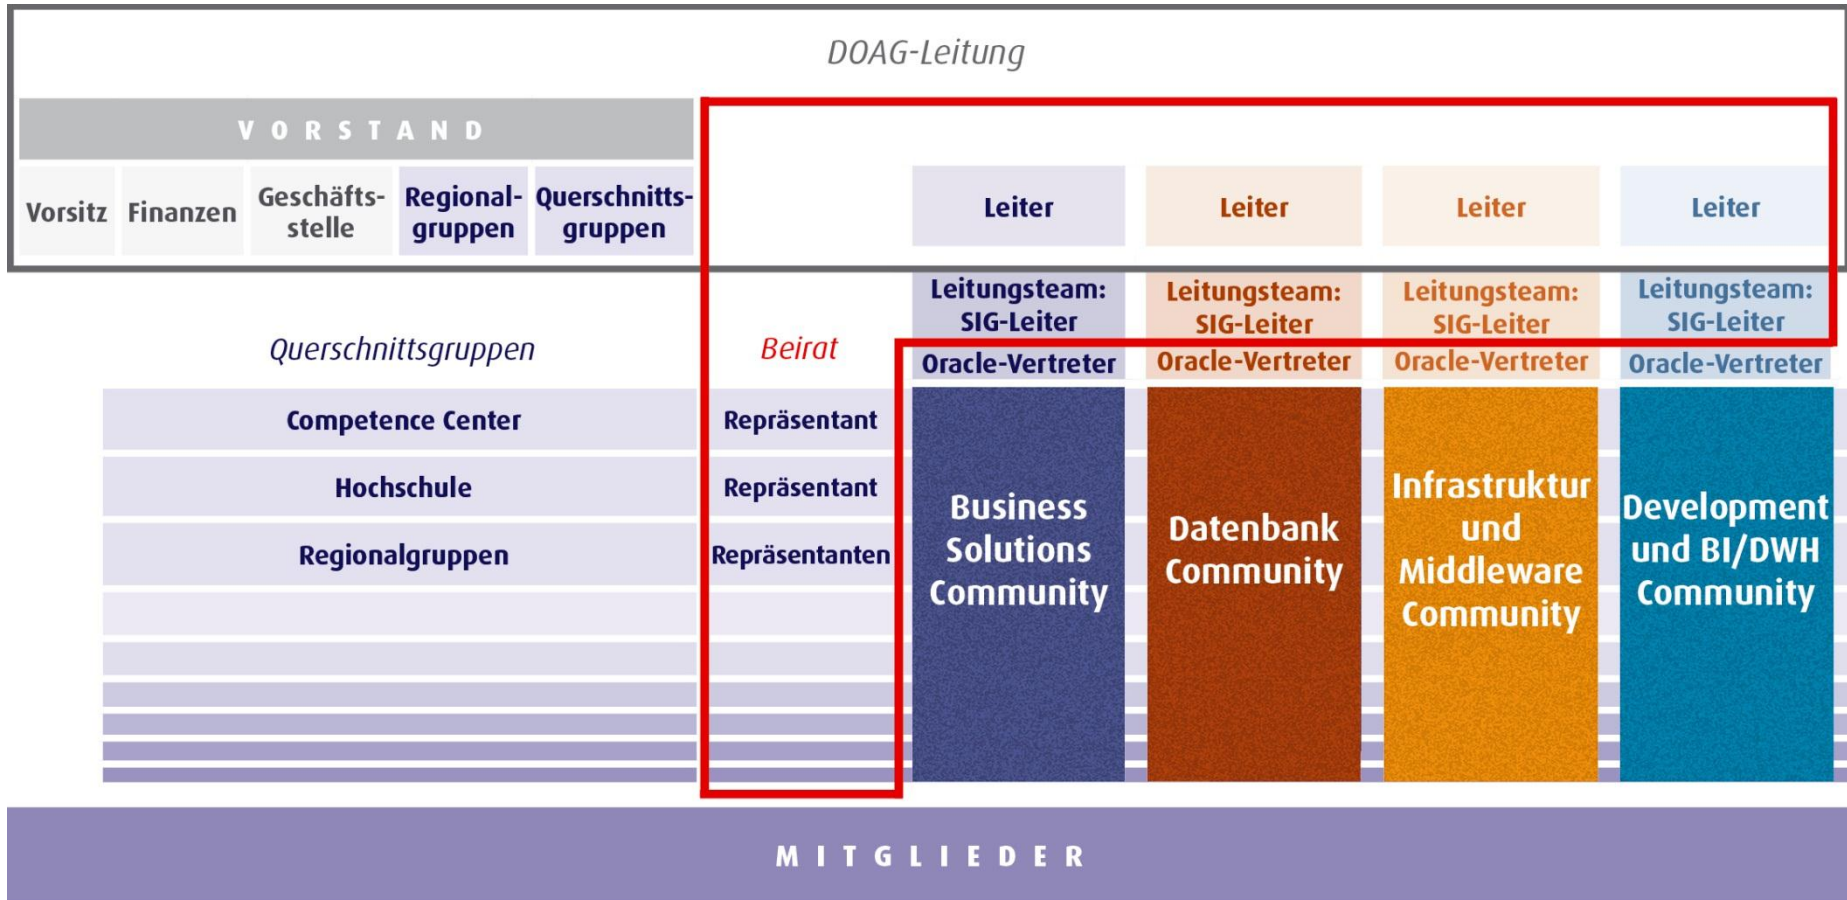 DOAG-Leitung
VORSTAND
Vorsitz
Finanzen
Geschäfts-
stelle
Regional-
gruppen
Querschnitts-
gruppen
Leiter
Leiter
Leiter
Leiter
Leitungsteam:
SIG-Leiter
Oracle-Vertreter
Leitungsteam:
SIG-Leiter
Oracle-Vertreter
Leitungsteam:
SIG-Leiter
Oracle-Vertreter
Leitungsteam:
SIG-Leiter
Oracle-Vertreter
Querschnittsgruppen
Beirat
Competence Center
Repräsentant
Hochschule
Repräsentant
Regionalgruppen
Repräsentanten
Business
Solutions
Community
Datenbank
Community
Infrastruktur
und
Middleware
Community
Development
und BI/DWH
Community
MITGLIEDER